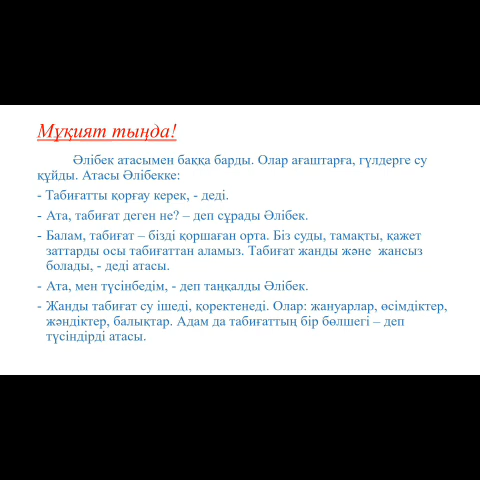 Мұқият тыңда!
Әлібек атасымен баққа барды. Олар ағаштарға, гүлдерге су
құйды. Атасы Әлібекке:
- Табиғатты қорғау керек, - деді.
- Ата, табиғат деген не? – деп сұрады Әлібек.
- Балам, табиғат – бізді қоршаған орта. Біз суды, тамақты, қажет
заттарды осы табиғаттан аламыз. Табиғат жанды және жансыз
болады, - деді атасы.
- Ата, мен түсінбедім, - деп таңқалды Әлібек.
- Жанды табиғат су ішеді, қоректенеді. Олар: жануарлар, өсімдіктер,
жәндіктер, балықтар. Адам да табиғаттың бір бөлшегі – деп
түсіндірді атасы.